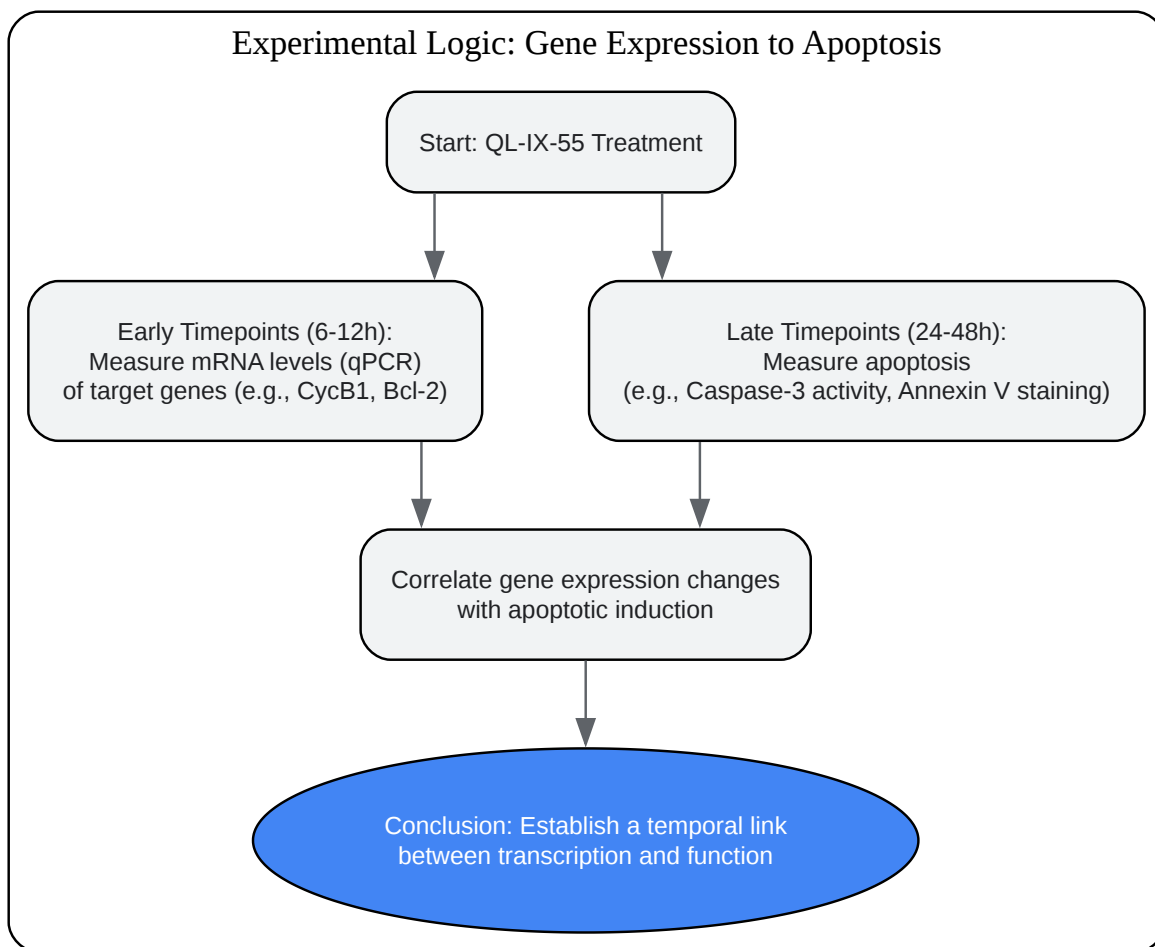 Experimental Logic: Gene Expression to Apoptosis
Start: QL-IX-55 Treatment
Early Timepoints (6-12h):
Measure mRNA levels (qPCR)
of target genes (e.g., CycB1, Bcl-2)
Late Timepoints (24-48h):
Measure apoptosis
(e.g., Caspase-3 activity, Annexin V staining)
Correlate gene expression changes
with apoptotic induction
Conclusion: Establish a temporal link
between transcription and function